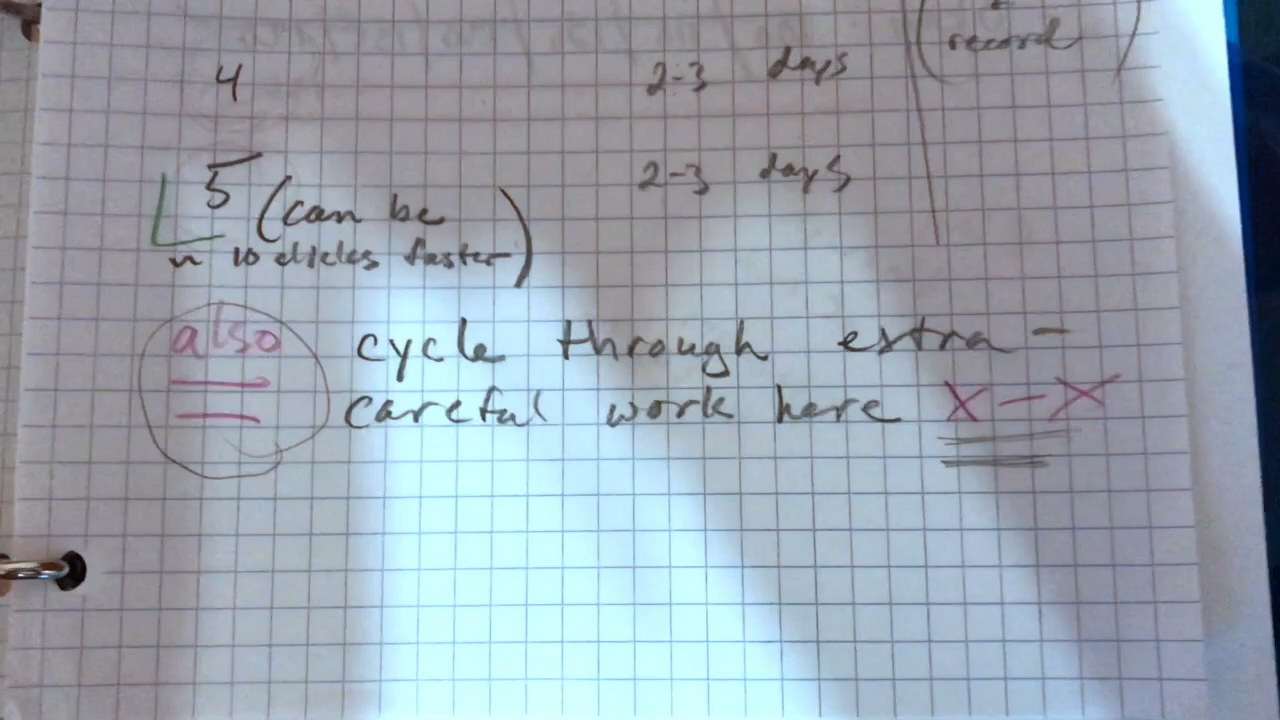 record
4 2-3 days
5 (can be 2-3 days
10 faster)
also cycle through extra-
careful work here X-X